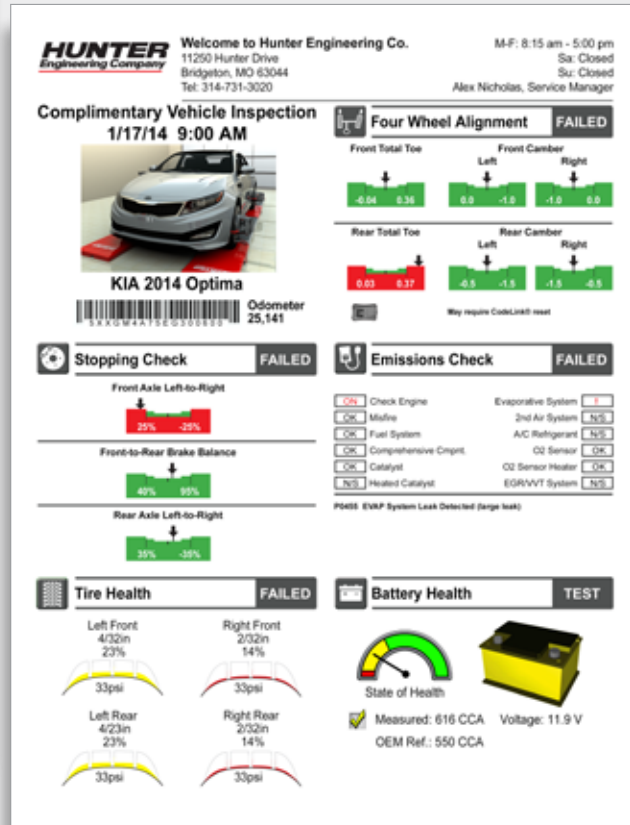 HUNTER
Engineering Company
Welcome to Hunter Engineering Co.
11250 Hunter Drive
Bridgeton, MO 63044
Tel: 314-731-3020
M-F: 8:15 am - 5:00 pm
Sa: Closed
Su: Closed
Alex Nicholas, Service Manager
Complimentary Vehicle Inspection
1/17/14 9:00 AM
KIA 2014 Optima
Odometer
25,141
Four Wheel Alignment FAILED
Front Total Toe Front Camber
Left Right
-0.04 0.36 0.0 -1.0 -1.0 0.0
Rear Total Toe Rear Camber
Left Right
0.03 0.37 -0.5 -1.5 -1.5 -0.5
May require CodeLink® reset
Stopping Check FAILED
Front Axle Left-to-Right
25% -25%
Front-to-Rear Brake Balance
40% 95%
Rear Axle Left-to-Right
35% -35%
Emissions Check FAILED
ON Check Engine Evaporative System !
OK Misfire 2nd Air System N/S
OK Fuel System A/C Refrigerant N/S
OK Comprehensive Cmpnt. O2 Sensor OK
OK Catalyst O2 Sensor Heater OK
N/S Heated Catalyst EGR/VVT System N/S
P0455 EVAP System Leak Detected (large leak)
Tire Health FAILED
Left Front Right Front
4/32in 2/32in
23% 14%
33psi 33psi
Left Rear Right Rear
4/23in 2/32in
23% 14%
33psi 33psi
Battery Health TEST
State of Health
Measured: 616 CCA Voltage: 11.9 V
OEM Ref.: 550 CCA